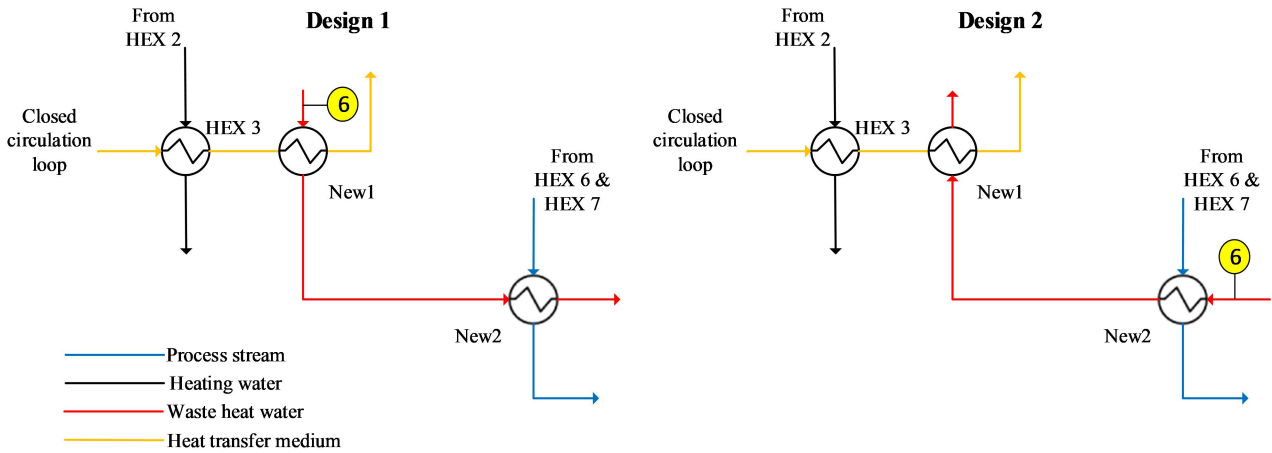 Design 1
From
HEX 2
Closed
circulation
loop
HEX 3
6
New1
From
HEX 6 &
HEX 7
New2
Process stream
Heating water
Waste heat water
Heat transfer medium
Design 2
From
HEX 2
Closed
circulation
loop
HEX 3
New1
From
HEX 6 &
HEX 7
6
New2